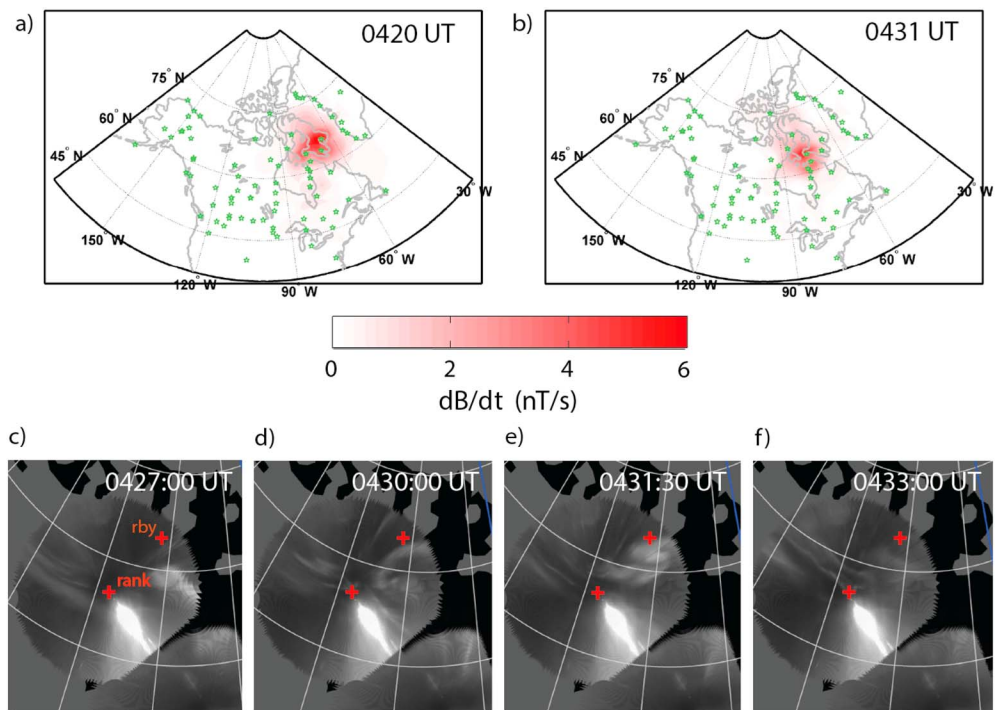 a)
0420 UT
75° N
60° N
45° N
150° W
120° W
90° W
60° W
30° W
b)
0431 UT
75° N
60° N
45° N
150° W
120° W
90° W
60° W
30° W
0 2 4 6
dB/dt (nT/s)
c)
0427:00 UT
rby
rank
d)
0430:00 UT
e)
0431:30 UT
f)
0433:00 UT